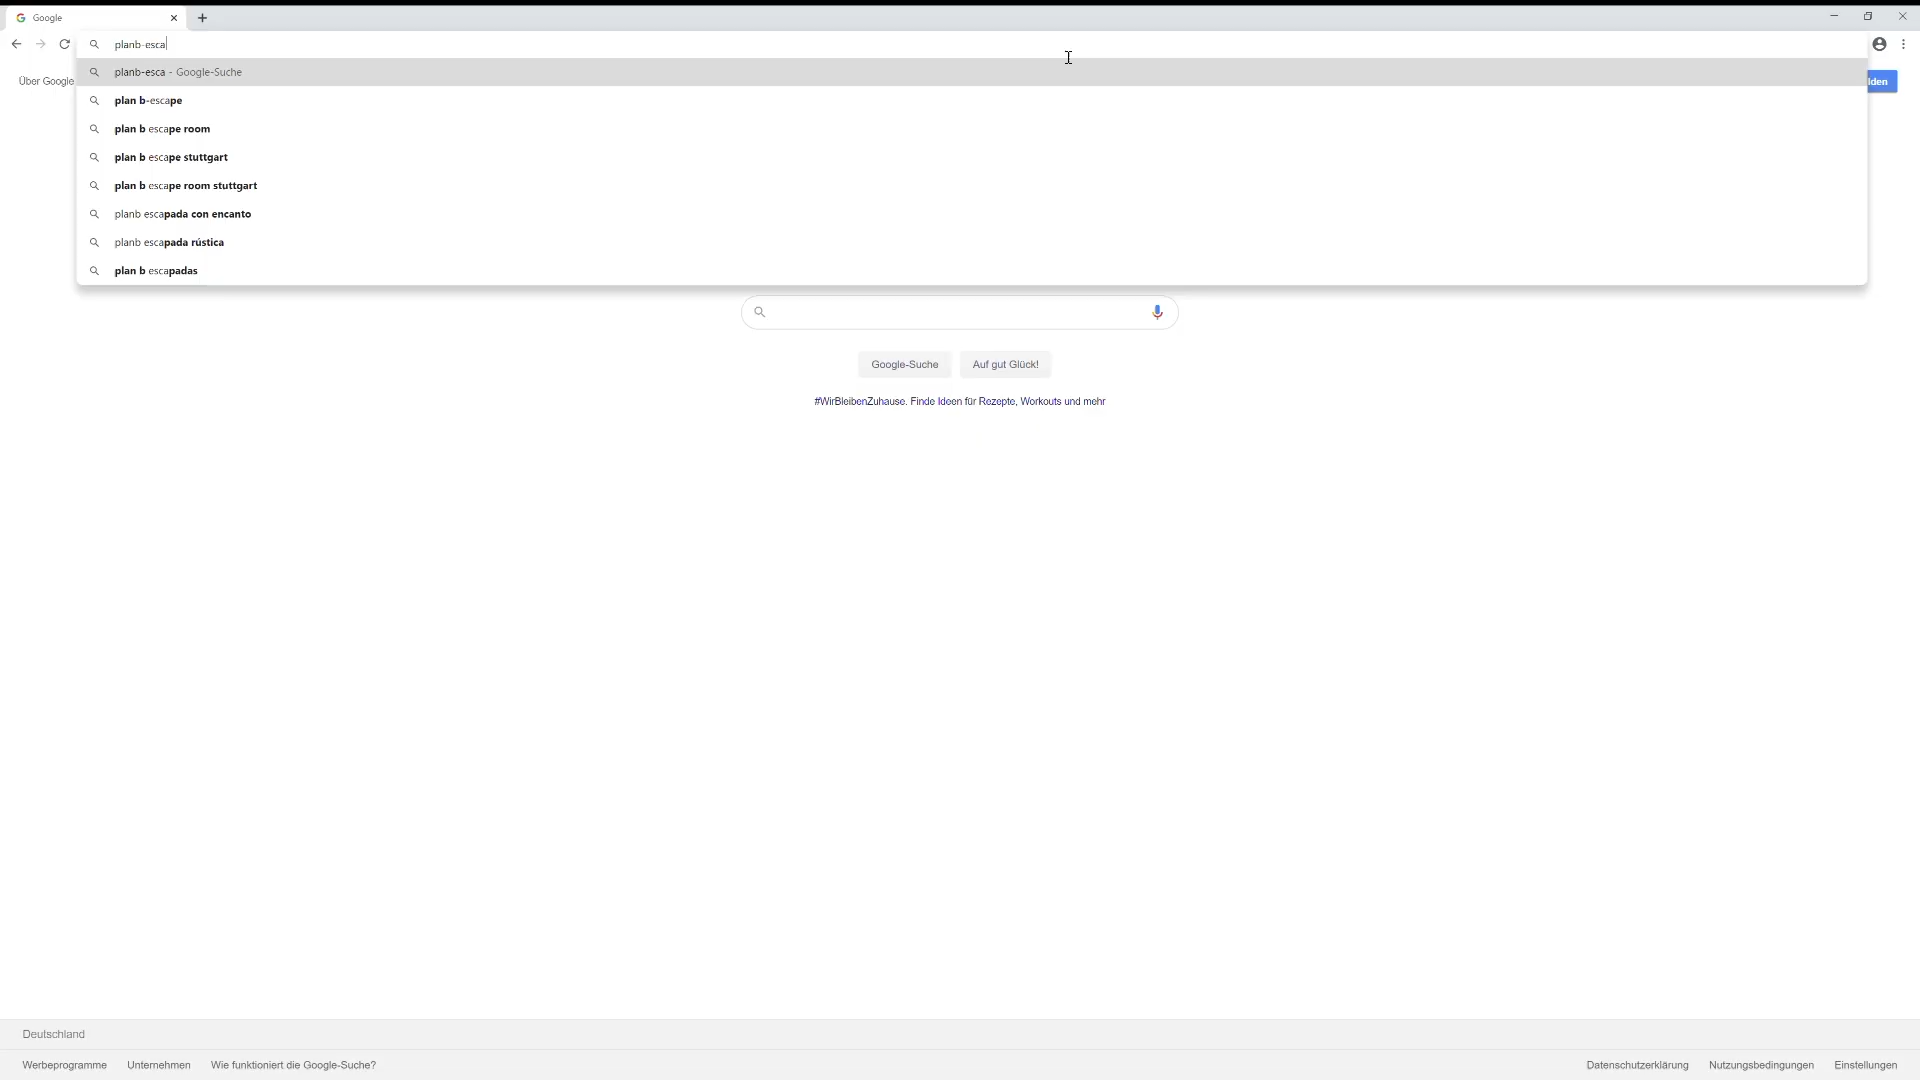 Google
planb-esca
planb-esca - Google-Suche
plan b-escape
plan b escape room
plan b escape stuttgart
plan b escape room stuttgart
planb escapada con encanto
planb escapada rústica
plan b escapadas
Über Google
lden
Google-Suche
Auf gut Glück!
#WirBleibenZuhause. Finde Ideen für Rezepte, Workouts und mehr
Deutschland
Werbeprogramme
Unternehmen
Wie funktioniert die Google-Suche?
Datenschutzerklärung
Nutzungsbedingungen
Einstellungen